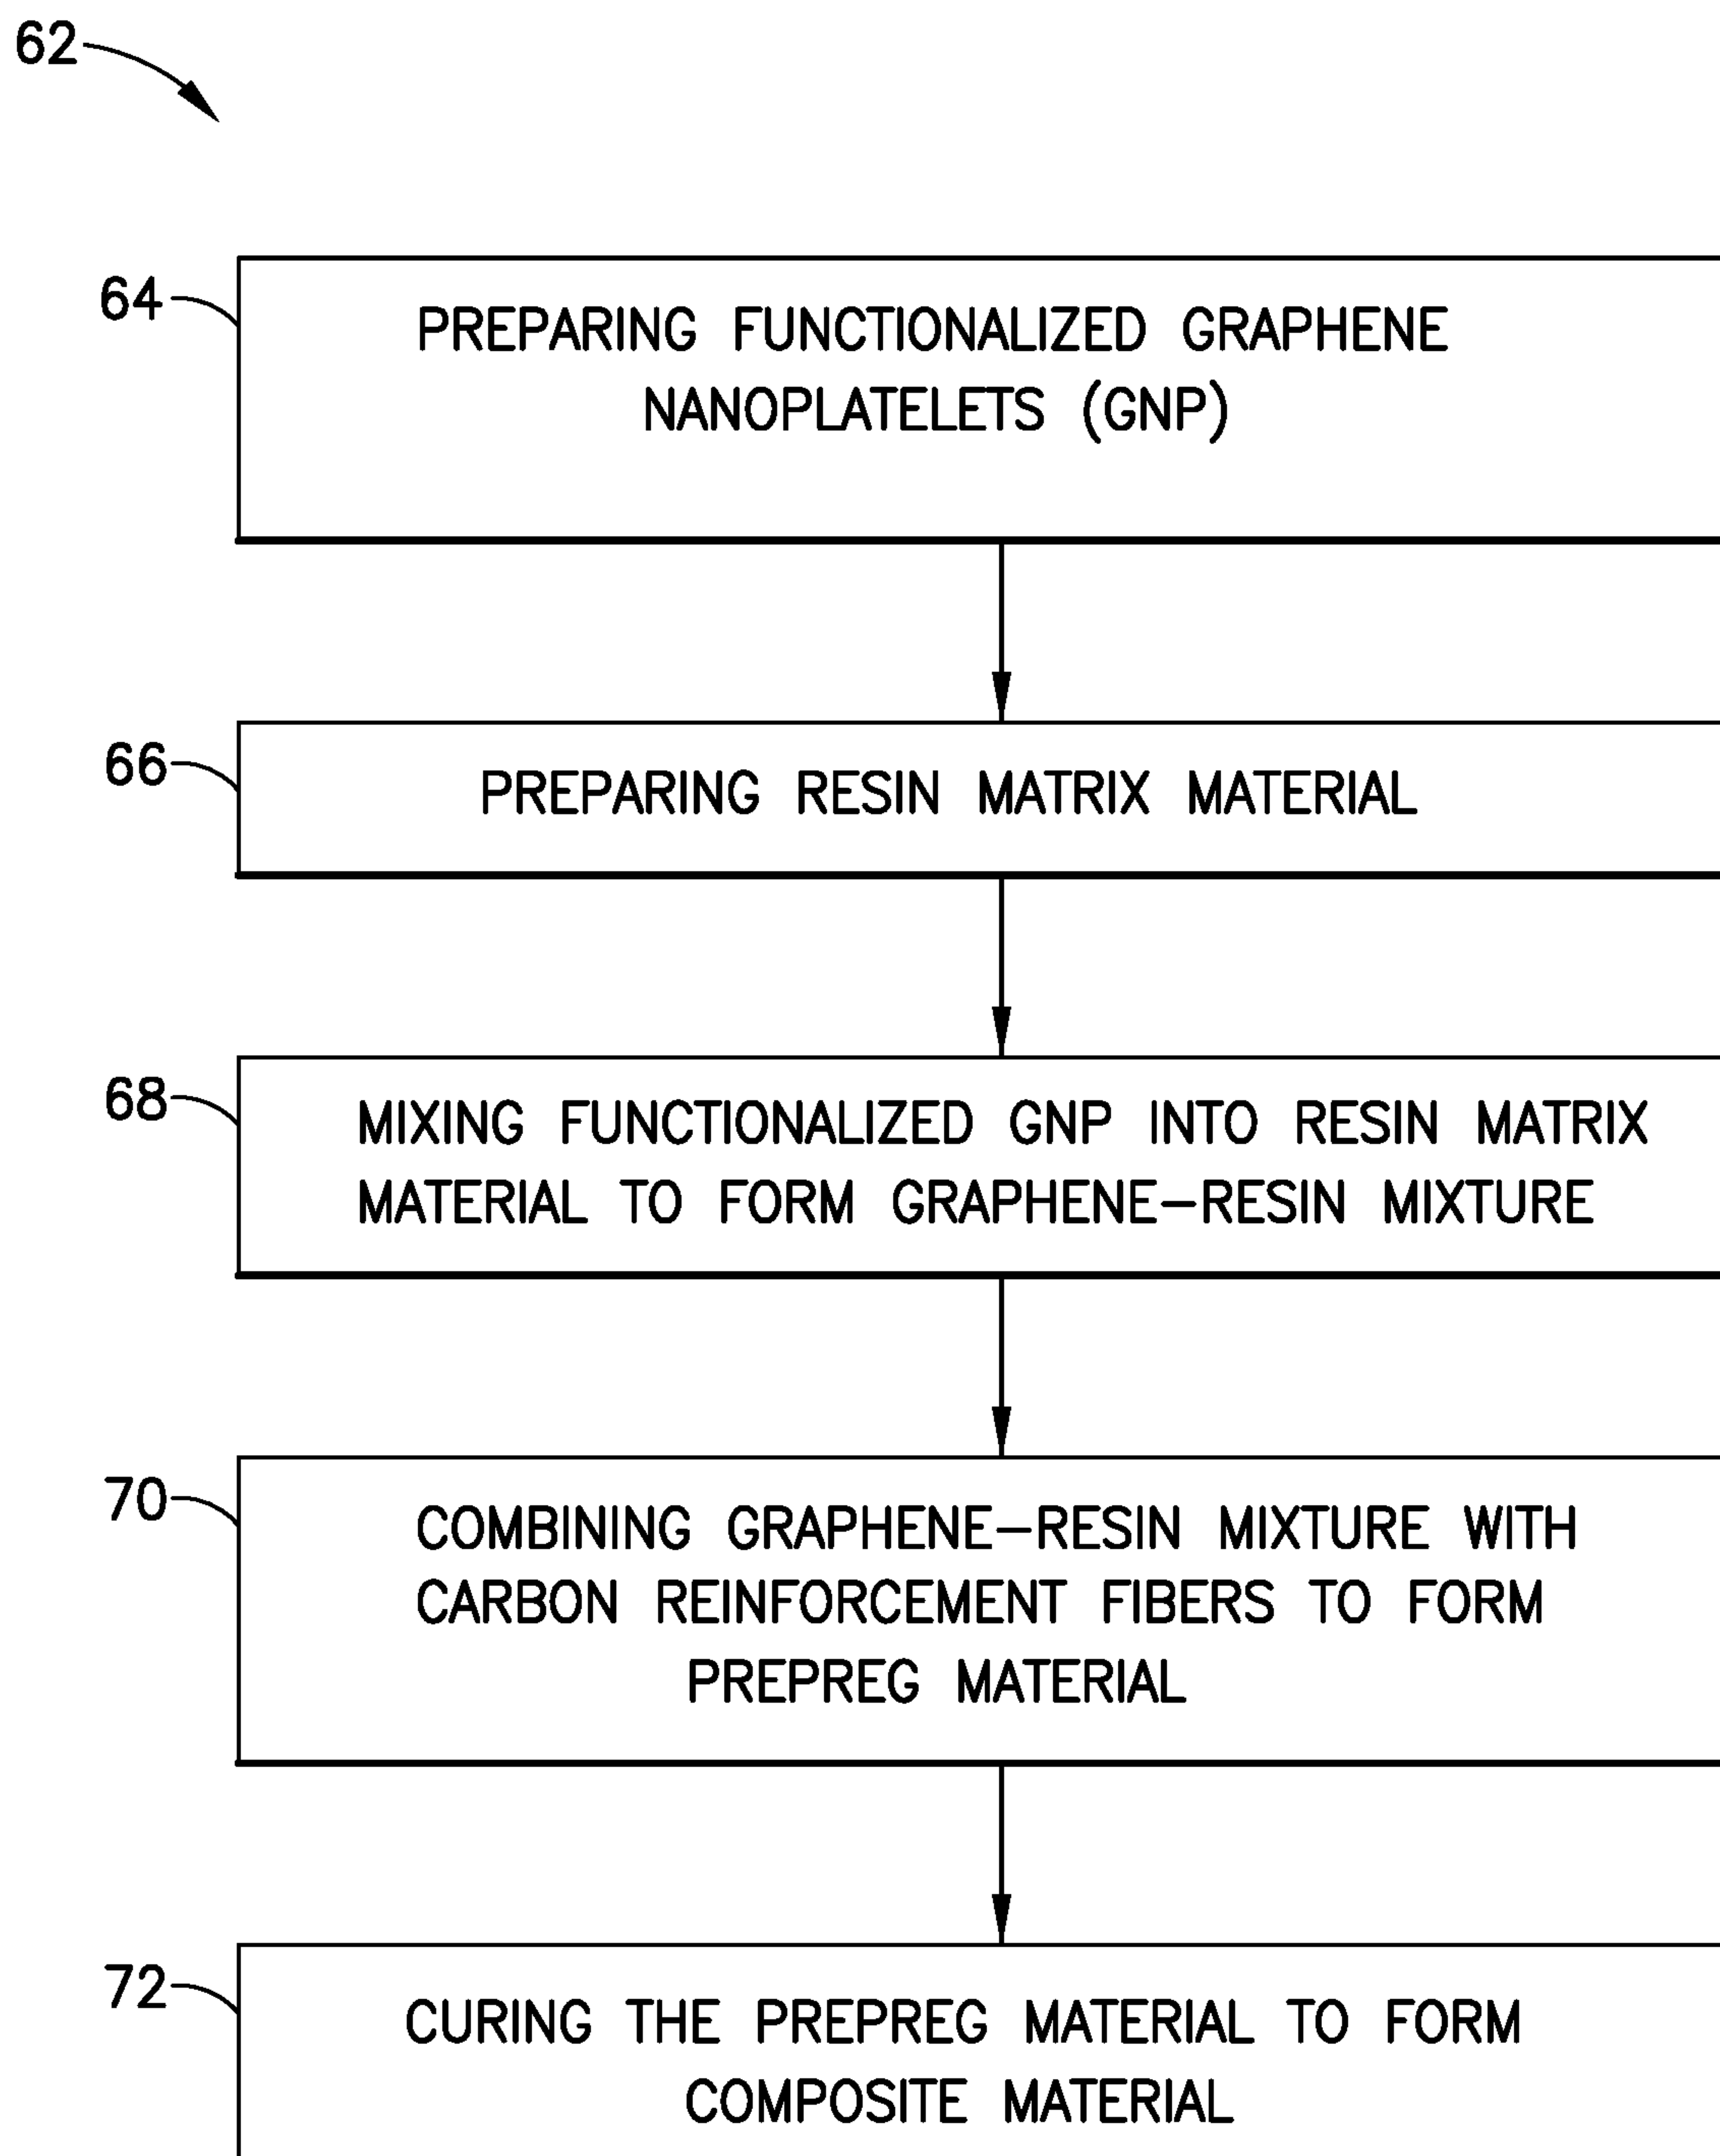 62
64
PREPARING FUNCTIONALIZED GRAPHENE
NANOPLATELETS (GNP)
66
PREPARING RESIN MATRIX MATERIAL
68
MIXING FUNCTIONALIZED GNP INTO RESIN MATRIX
MATERIAL TO FORM GRAPHENE–RESIN MIXTURE
70
COMBINING GRAPHENE–RESIN MIXTURE WITH
CARBON REINFORCEMENT FIBERS TO FORM
PREPREG MATERIAL
72
CURING THE PREPREG MATERIAL TO FORM
COMPOSITE MATERIAL